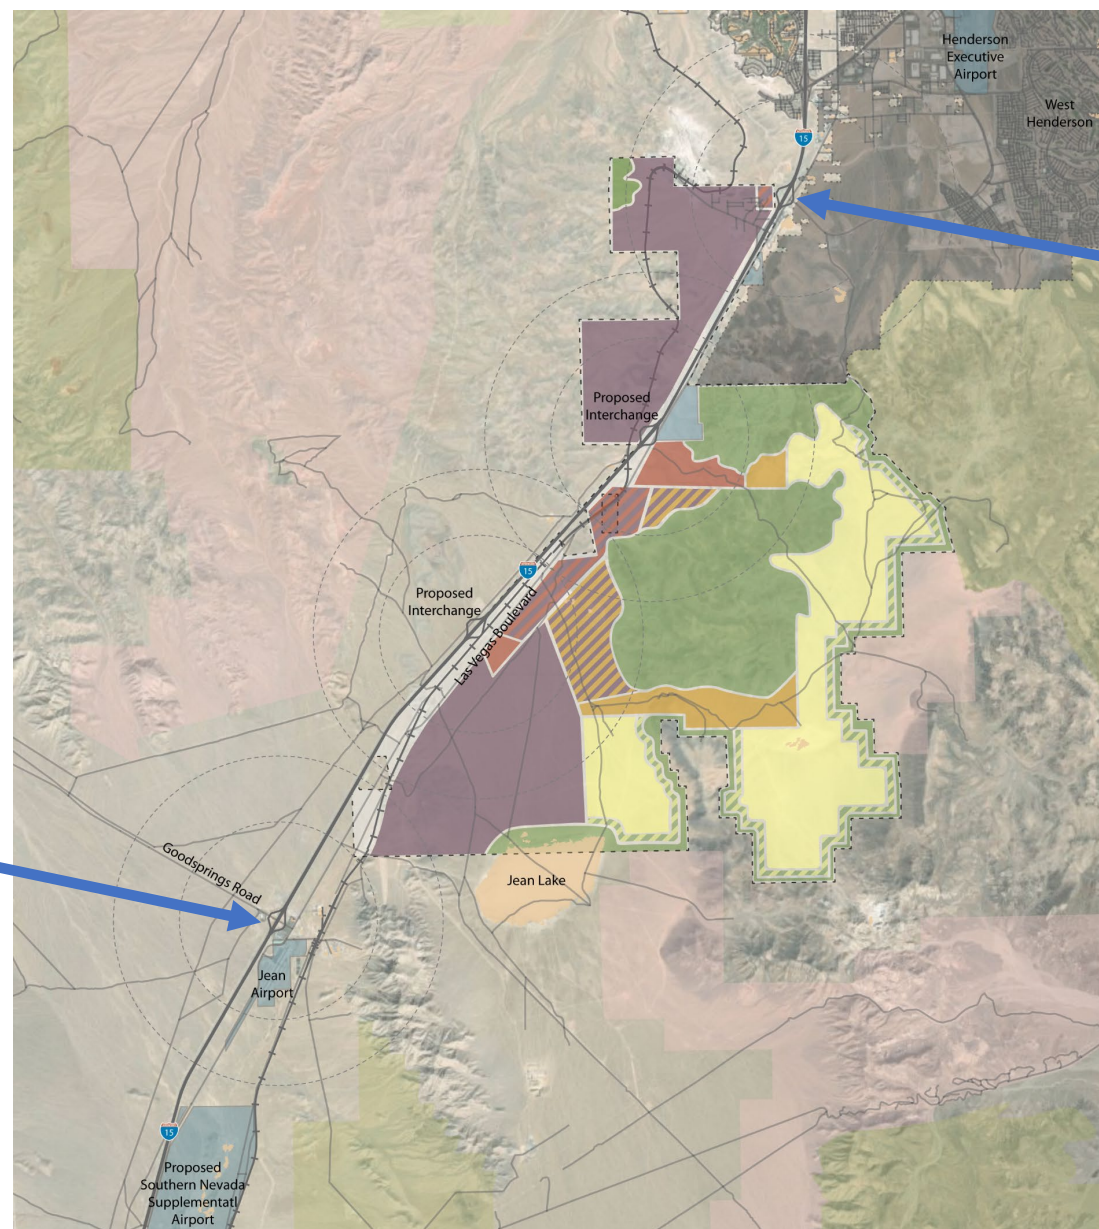 Henderson
Executive
Airport
West
Henderson
15
Proposed
Interchange
15
Proposed
Interchange
Las Vegas Boulevard
Goodsprings Road
Jean Lake
Jean
Airport
15
Proposed
Southern Nevada
Supplementatl
Airport